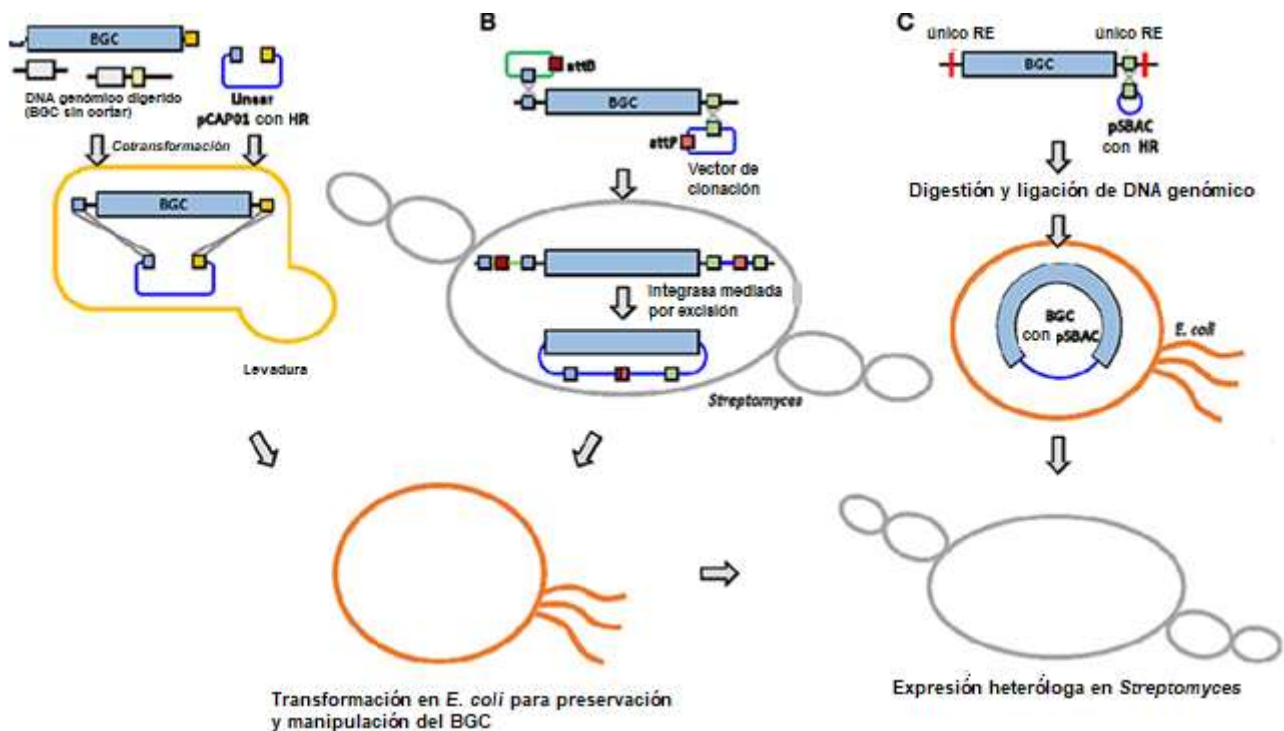 BGC
DNA genómico digerido
(BGC sin cortar)
Linear
pCAP01 con HR
Cotransformación
BGC
Levadura
B
attB
BGC
attP
Vector de
clonación
Integrasa mediada
por excisión
Streptomyces
C
único RE
único RE
BGC
pSBAC
con HR
Digestión y ligación de DNA genómico
BGC
con pSBAC
E. coli
Transformación en E. coli para preservación
y manipulación del BGC
Expresión heteróloga en Streptomyces